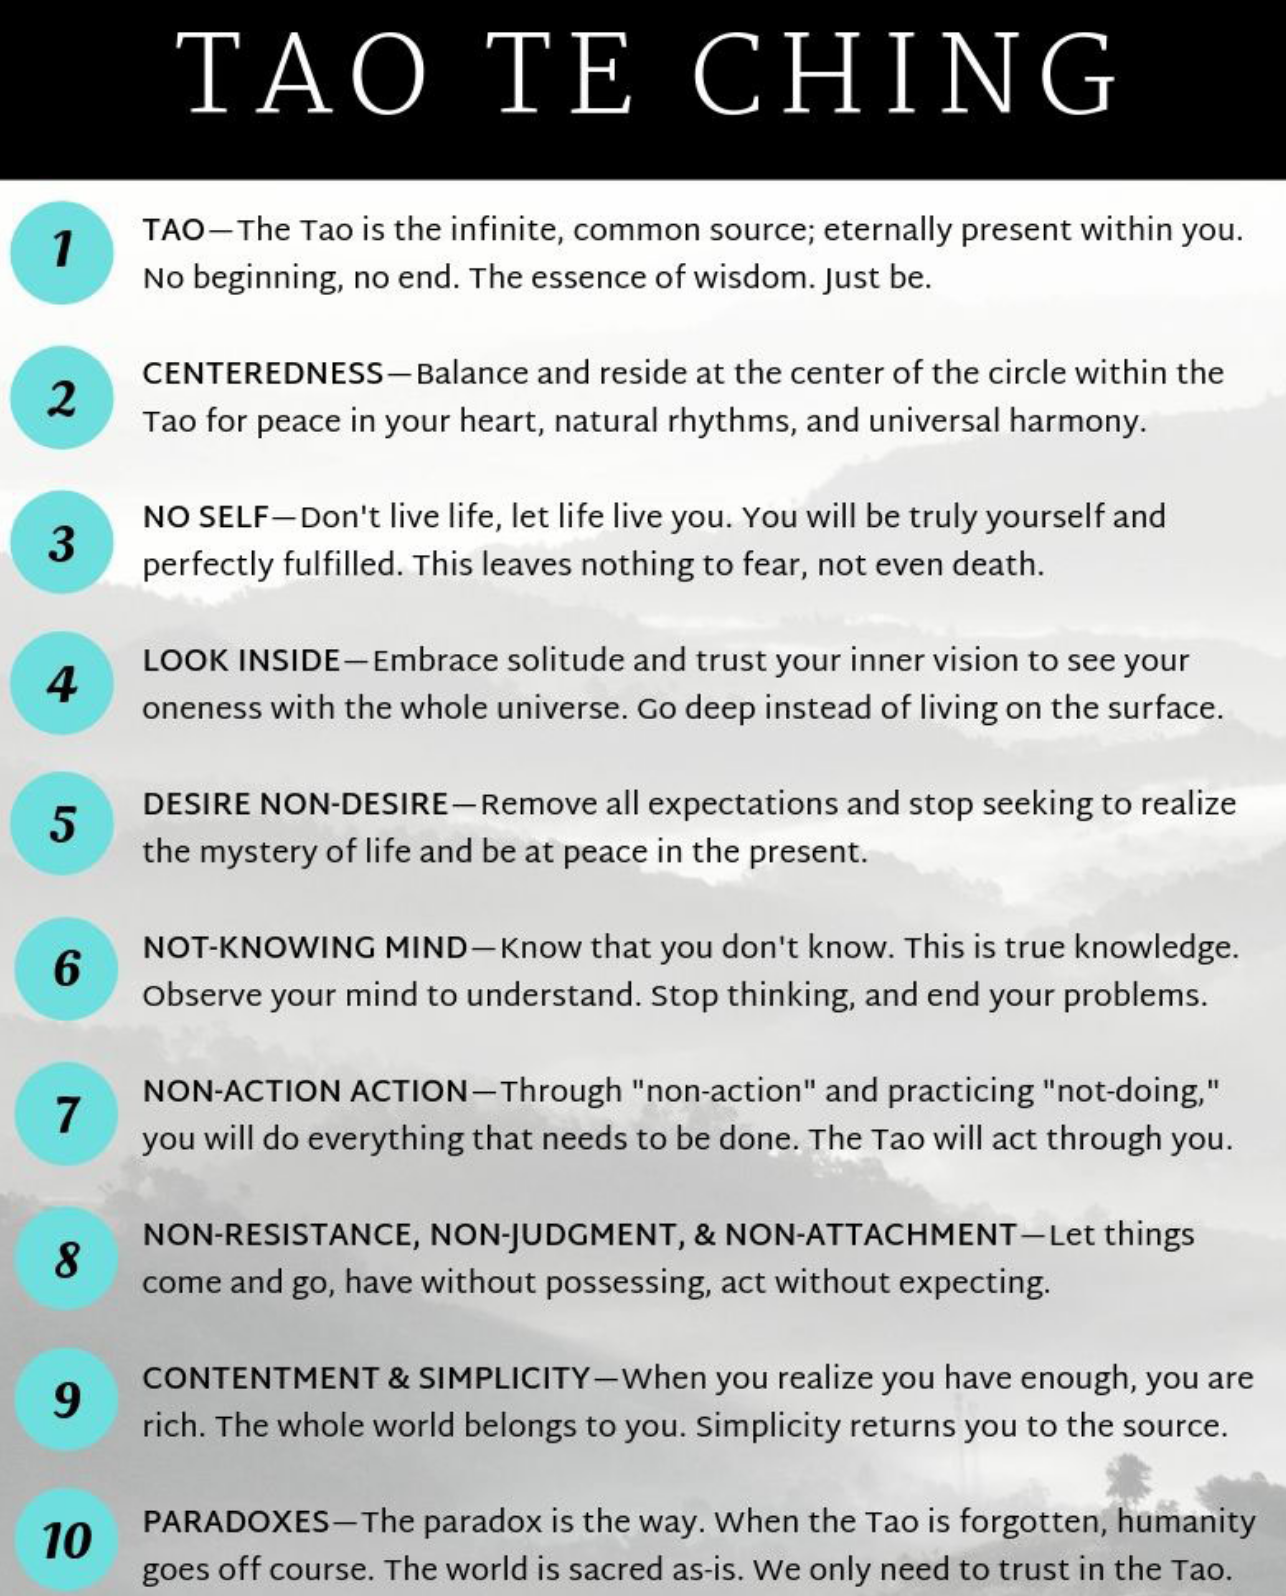 TAO TE CHING
1
TAO—The Tao is the infinite, common source; eternally present within you.
No beginning, no end. The essence of wisdom. Just be.
2
CENTEREDNESS—Balance and reside at the center of the circle within the
Tao for peace in your heart, natural rhythms, and universal harmony.
3
NO SELF—Don't live life, let life live you. You will be truly yourself and
perfectly fulfilled. This leaves nothing to fear, not even death.
4
LOOK INSIDE—Embrace solitude and trust your inner vision to see your
oneness with the whole universe. Go deep instead of living on the surface.
5
DESIRE NON-DESIRE—Remove all expectations and stop seeking to realize
the mystery of life and be at peace in the present.
6
NOT-KNOWING MIND—Know that you don't know. This is true knowledge.
Observe your mind to understand. Stop thinking, and end your problems.
7
NON-ACTION ACTION—Through "non-action" and practicing "not-doing,"
you will do everything that needs to be done. The Tao will act through you.
8
NON-RESISTANCE, NON-JUDGMENT, & NON-ATTACHMENT—Let things
come and go, have without possessing, act without expecting.
9
CONTENTMENT & SIMPLICITY—When you realize you have enough, you are
rich. The whole world belongs to you. Simplicity returns you to the source.
10
PARADOXES—The paradox is the way. When the Tao is forgotten, humanity
goes off course. The world is sacred as-is. We only need to trust in the Tao.